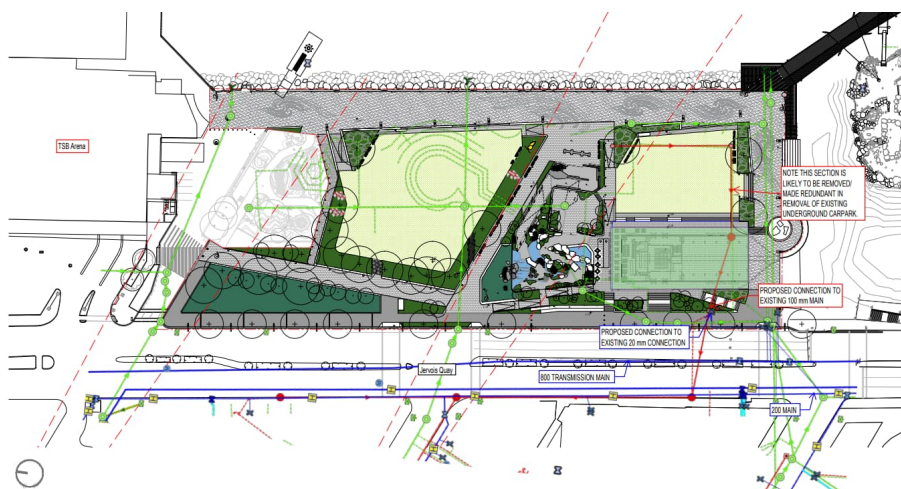 TSB Arena
NOTE THIS SECTION IS
LIKELY TO BE REMOVED/
MADE REDUNDANT IN
REMOVAL OF EXISTING
UNDERGROUND CARPARK.
PROPOSED CONNECTION TO
EXISTING 100 mm MAIN
PROPOSED CONNECTION TO
EXISTING 20 mm CONNECTION
Jervois Quay
800 TRANSMISSION MAIN
200 MAIN